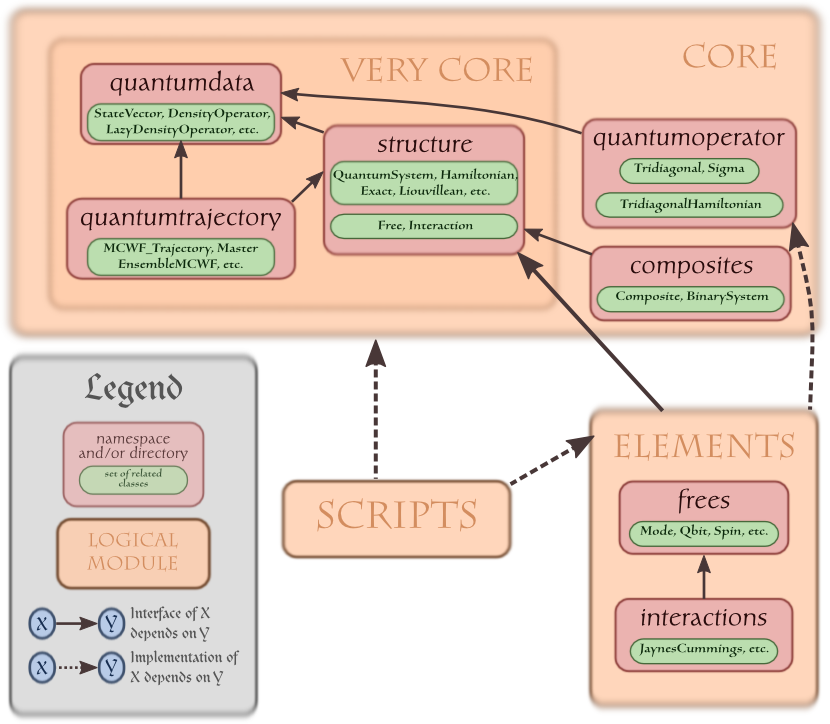 CORE
VERY CORE
quantumdata
StateVector, DensityOperator,
LazyDensityOperator, etc.
structure
QuantumSystem, Hamiltonian,
Exact, Liouvillean, etc.
Free, Interaction
quantumtrajectory
MCWF_Trajectory, Master
EnsembleMCWF, etc.
quantumoperator
Tridiagonal, Sigma
TridiagonalHamiltonian
composites
Composite, BinarySystem
Legend
namespace
and/or directory
set of related
classes
LOGICAL
MODULE
X
Y
Interface of X
depends on Y
X
Y
Implementation of
X depends on Y
SCRIPTS
ELEMENTS
frees
Mode, Qbit, Spin, etc.
interactions
JaynesCummings, etc.